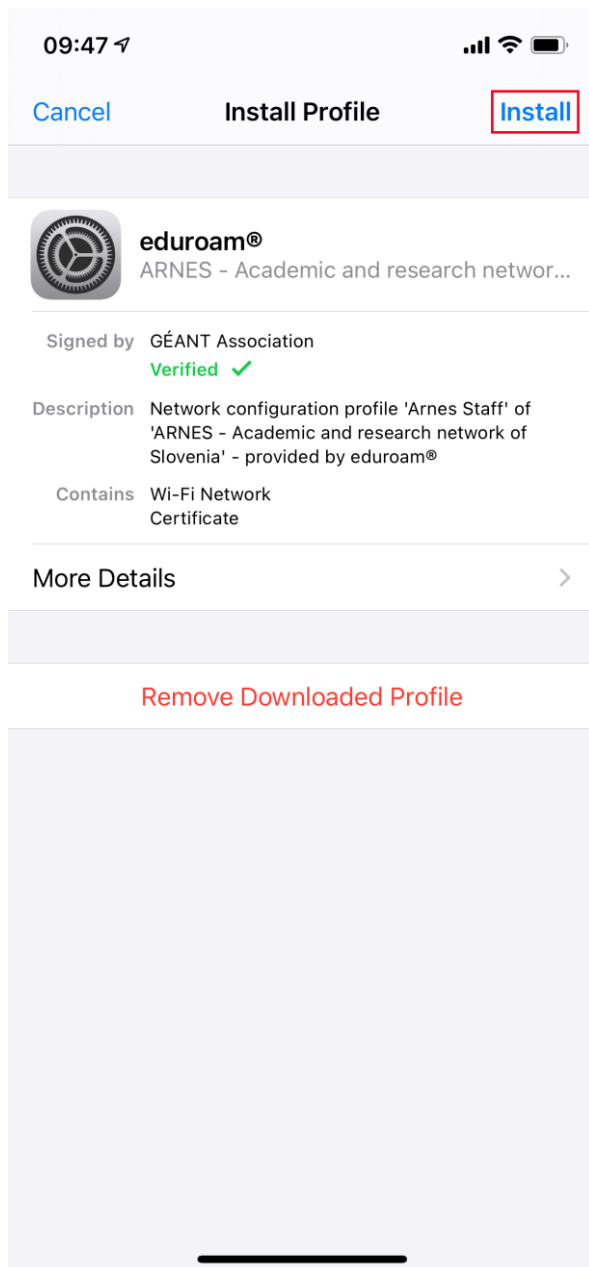 09:47
Cancel Install Profile Install
eduroam®
ARNES - Academic and research networ...
Signed by GÉANT Association
Verified
Description Network configuration profile 'Arnes Staff' of
'ARNES - Academic and research network of
Slovenia' - provided by eduroam®
Contains Wi-Fi Network
Certificate
More Details
Remove Downloaded Profile